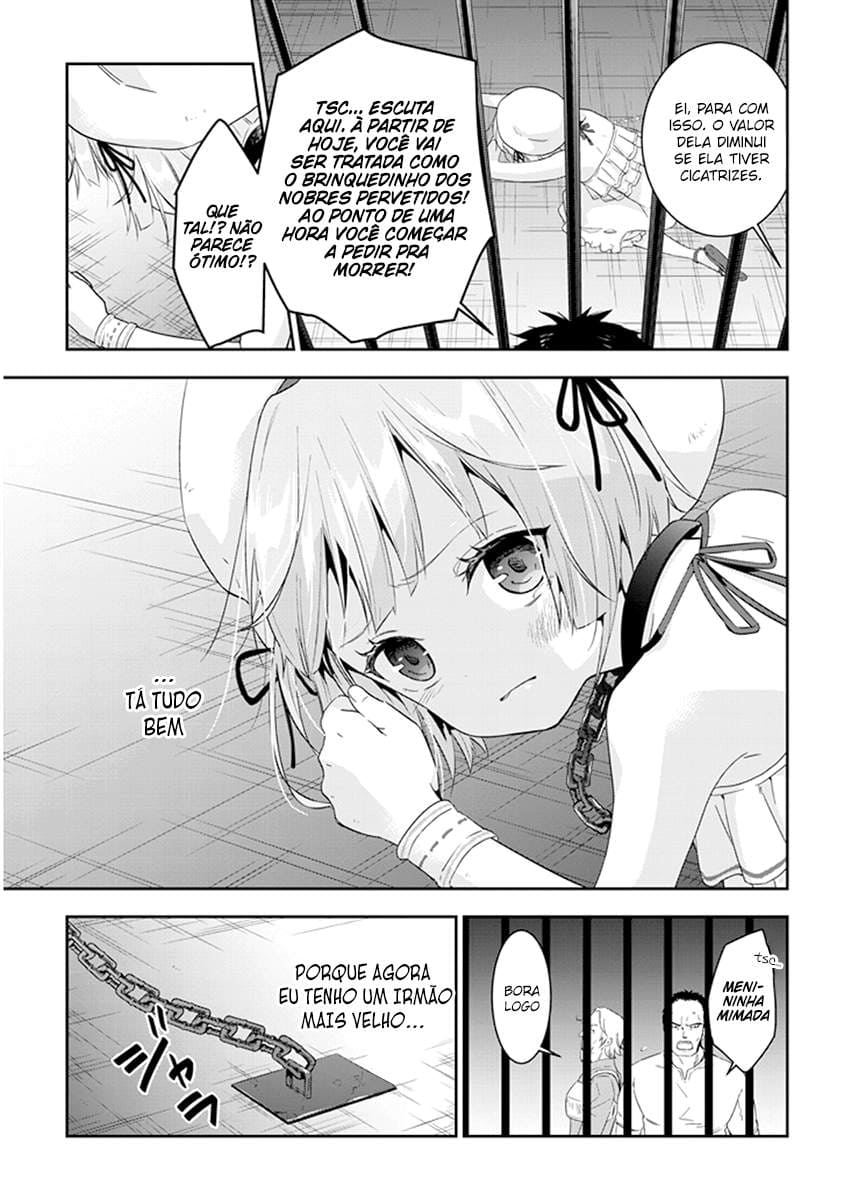 EI, PARA COM
ISSO. O VALOR
DELA DIMINUI
SE ELA TIVER
CICATRIZES.
TSC... ESCUTA
AQUI. À PARTIR DE
HOJE, VOCÊ VAI
SER TRATADA COMO
O BRINQUEDINHO DOS
NOBRES PERVETIDOS!
AO PONTO DE UMA
HORA VOCÊ COMEÇAR
A PEDIR PRA
MORRER!
QUE
TAL!? NÃO
PARECE
ÓTIMO!?
...
TÁ TUDO
BEM
tsc
MENI-
NINHA
MIMADA
BORA
LOGO
PORQUE AGORA
EU TENHO UM IRMÃO
MAIS VELHO...
ジャッ